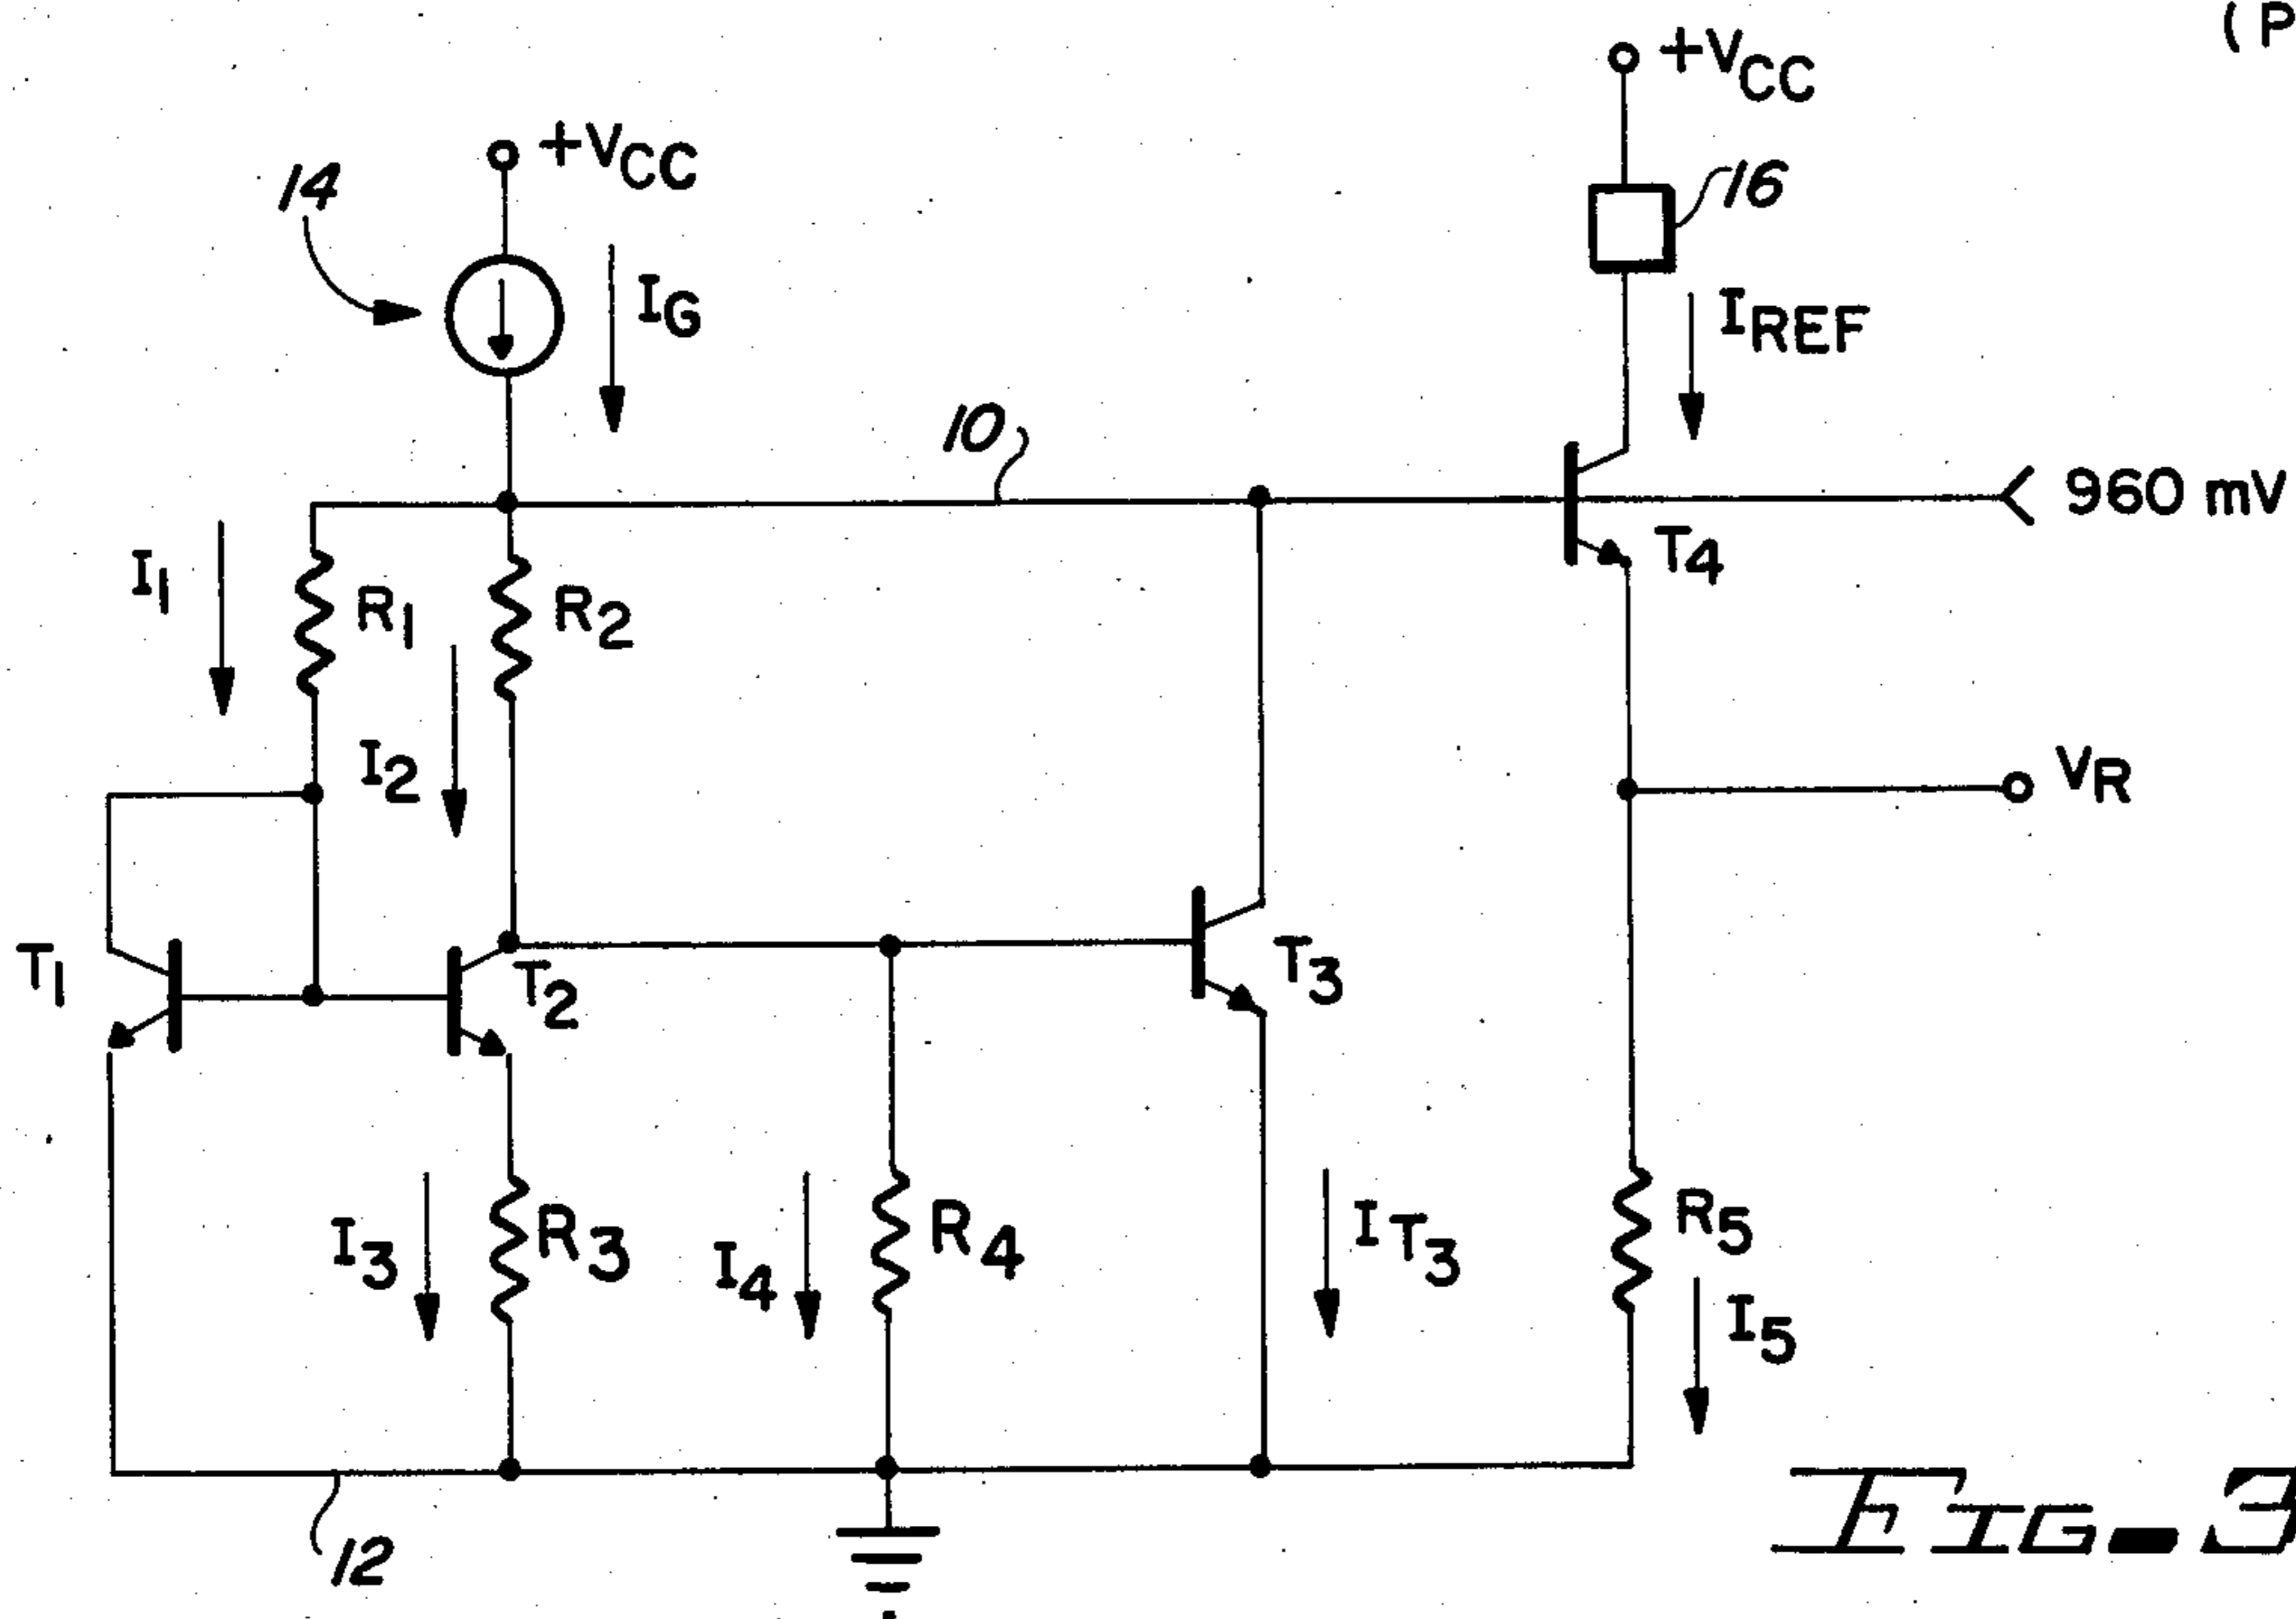 (P
+VCC
+VCC
14
16
IG
IREF
10
960 mV
T4
I1
R1
R2
I2
VR
T1
T2
T3
I3
R3
I4
R4
IT3
R5
I5
12
FIG-3